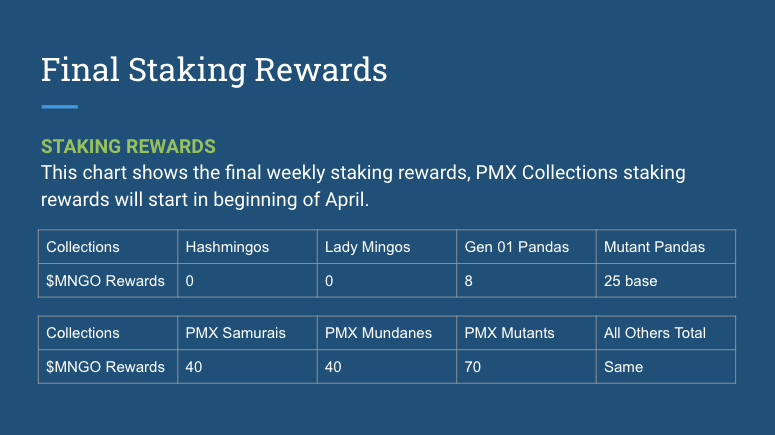 Final Staking Rewards
STAKING REWARDS
This chart shows the final weekly staking rewards, PMX Collections staking
rewards will start in beginning of April.
Collections Hashmingos Lady Mingos Gen 01 Pandas Mutant Pandas
$MNGO Rewards 0 0 8 25 base
Collections PMX Samurais PMX Mundanes PMX Mutants All Others Total
$MNGO Rewards 40 40 70 Same